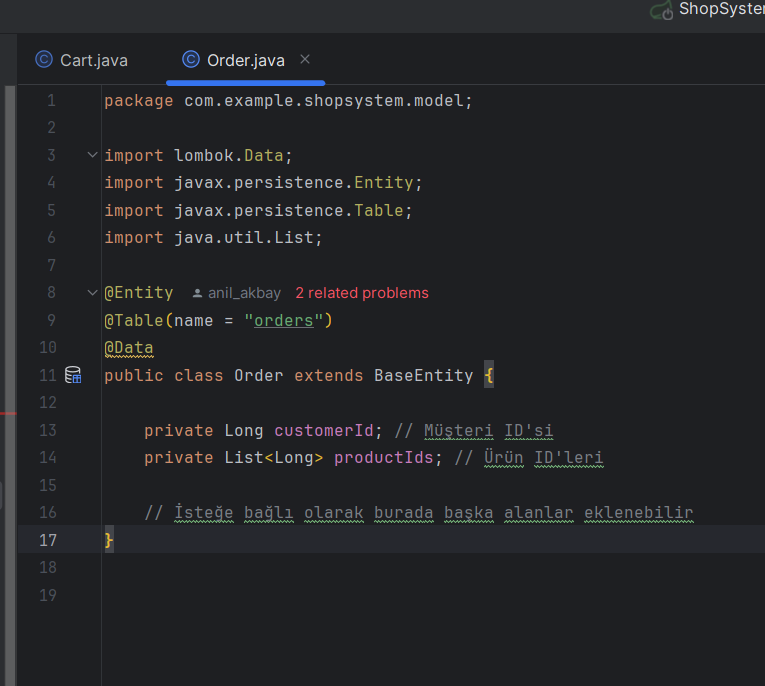 ShopSystem
Cart.java
Order.java
1 package com.example.shopsystem.model;
2
3 import lombok.Data;
4 import javax.persistence.Entity;
5 import javax.persistence.Table;
6 import java.util.List;
7
8 @Entity anil_akbay 2 related problems
9 @Table(name = "orders")
10 @Data
11 public class Order extends BaseEntity {
12
13 private Long customerId; // Müşteri ID'si
14 private List<Long> productIds; // Ürün ID'leri
15
16 // İsteğe bağlı olarak burada başka alanlar eklenebilir
17 }
18
19